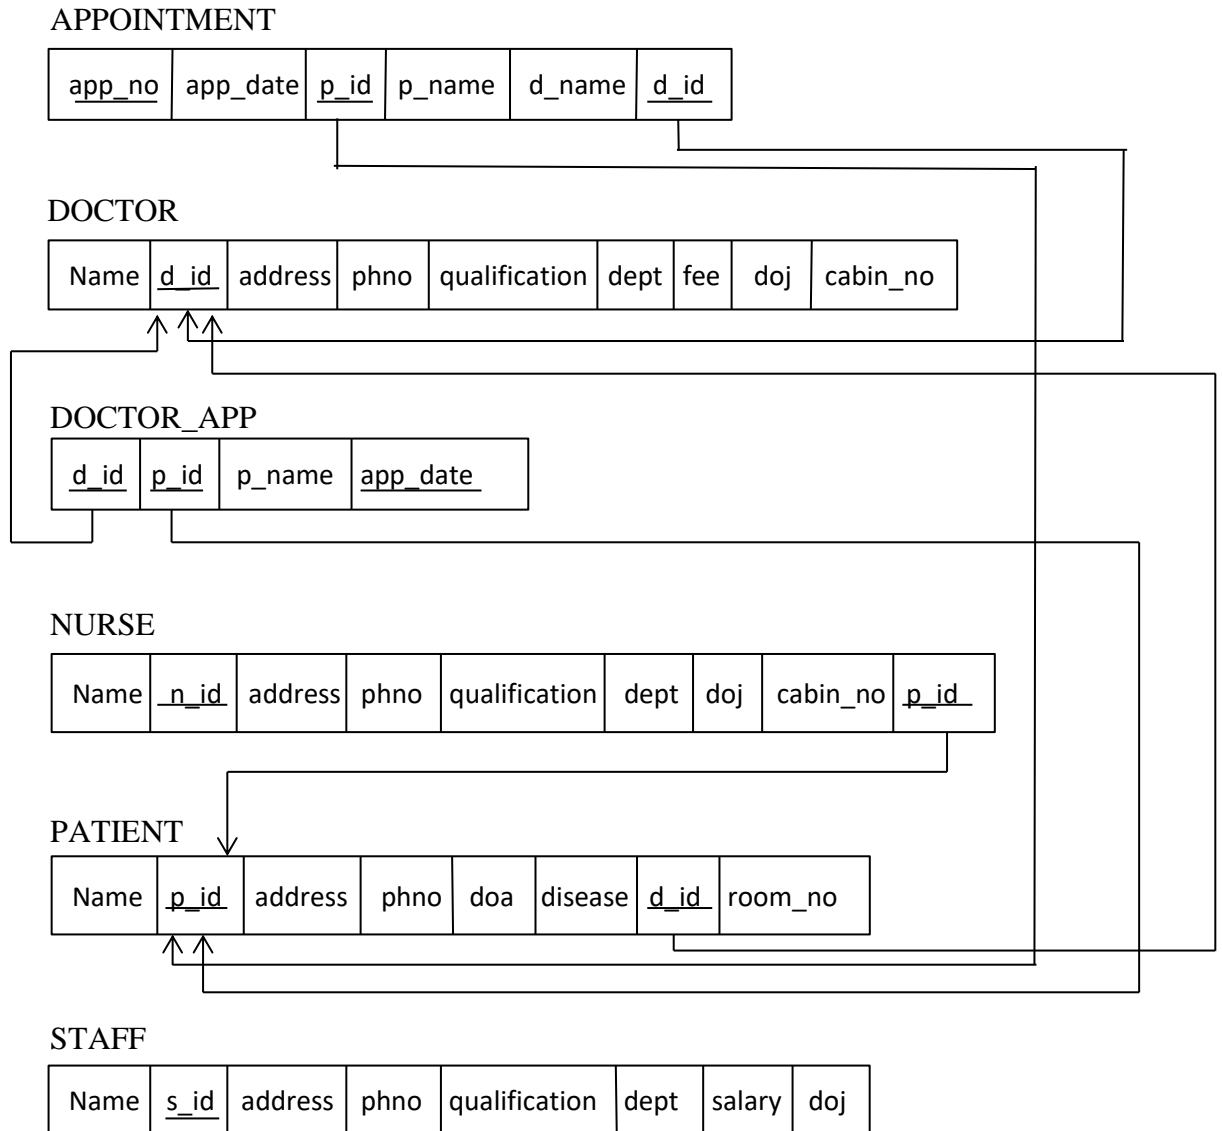 APPOINTMENT
app_no app_date p_id p_name d_name d_id
DOCTOR
Name d_id address phno qualification dept fee doj cabin_no
DOCTOR_APP
d_id p_id p_name app_date
NURSE
Name n_id address phno qualification dept doj cabin_no p_id
PATIENT
Name p_id address phno doa disease d_id room_no
STAFF
Name s_id address phno qualification dept salary doj